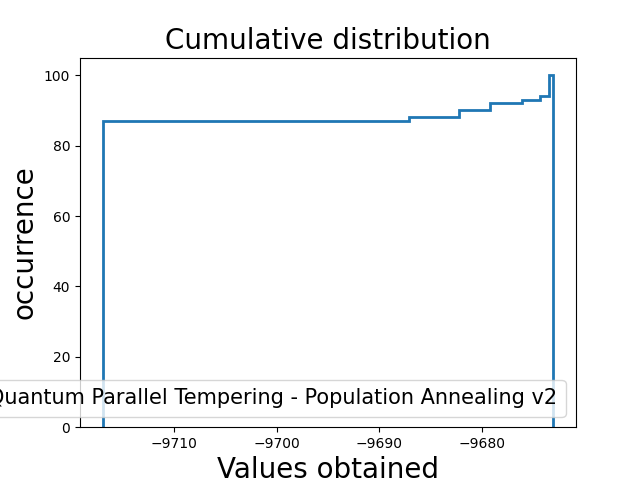 Cumulative distribution
100
80
60
40
20
0
occurrence
Quantum Parallel Tempering - Population Annealing v2
−9710
−9700
−9690
−9680
Values obtained